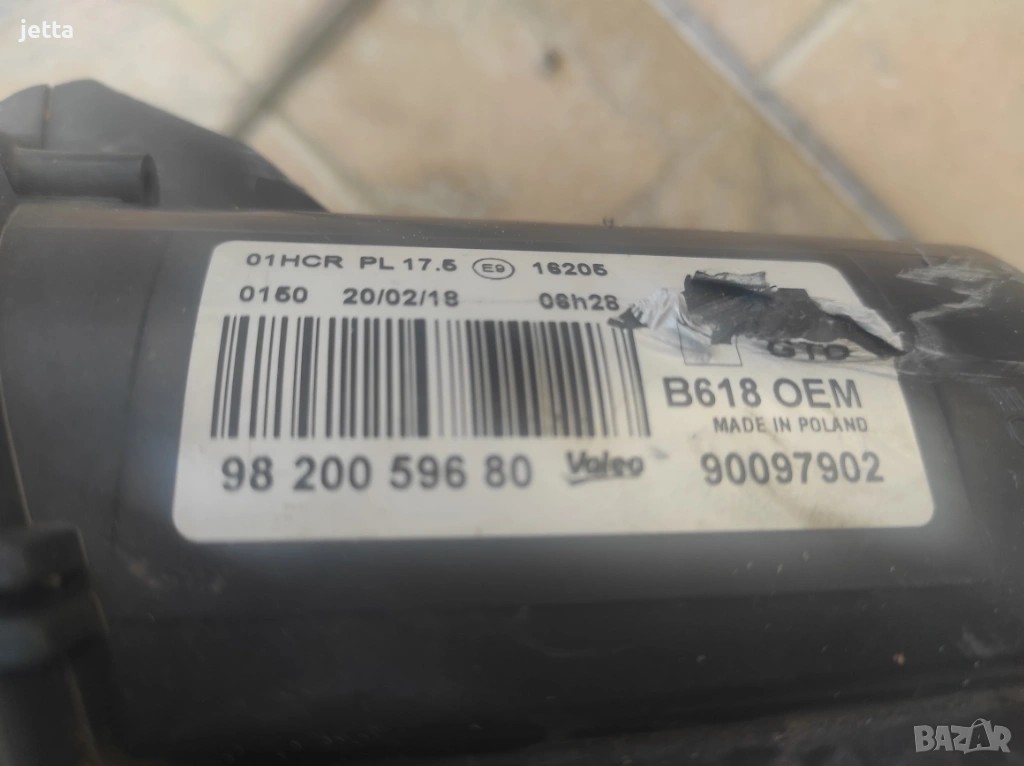 jetta
01HCR PL 17.5 E9 16205
0150 20/02/18 06h28
B618 OEM
MADE IN POLAND
98 200 596 80 Valeo 90097902
BAZAR